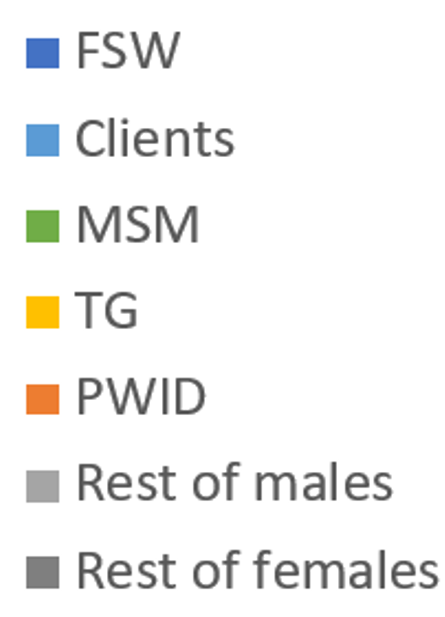 FSW
Clients
MSM
TG
PWID
Rest of males
Rest of females